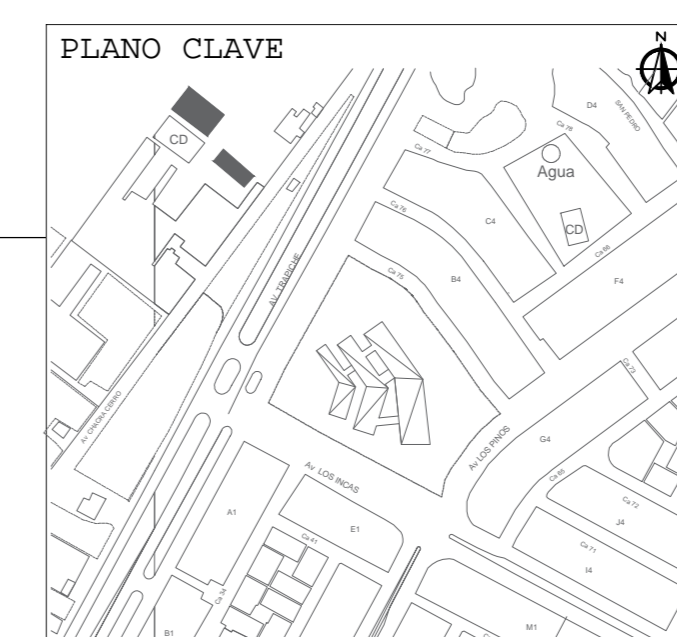 PLANO CLAVE
N
D4
SAN PEDRO
Ca 78
CD
Ca 77
Agua
Ca 76
C4
CD
Ca 66
Ca 75
B4
F4
AV. TRAPICHE
Ca 73
Av CHACRA CERRO
Av LOS PINOS
G4
Av LOS INCAS
Ca 65
Ca 72
A1
E1
J4
Ca 41
Ca 71
I4
Ca 34
B1
M1